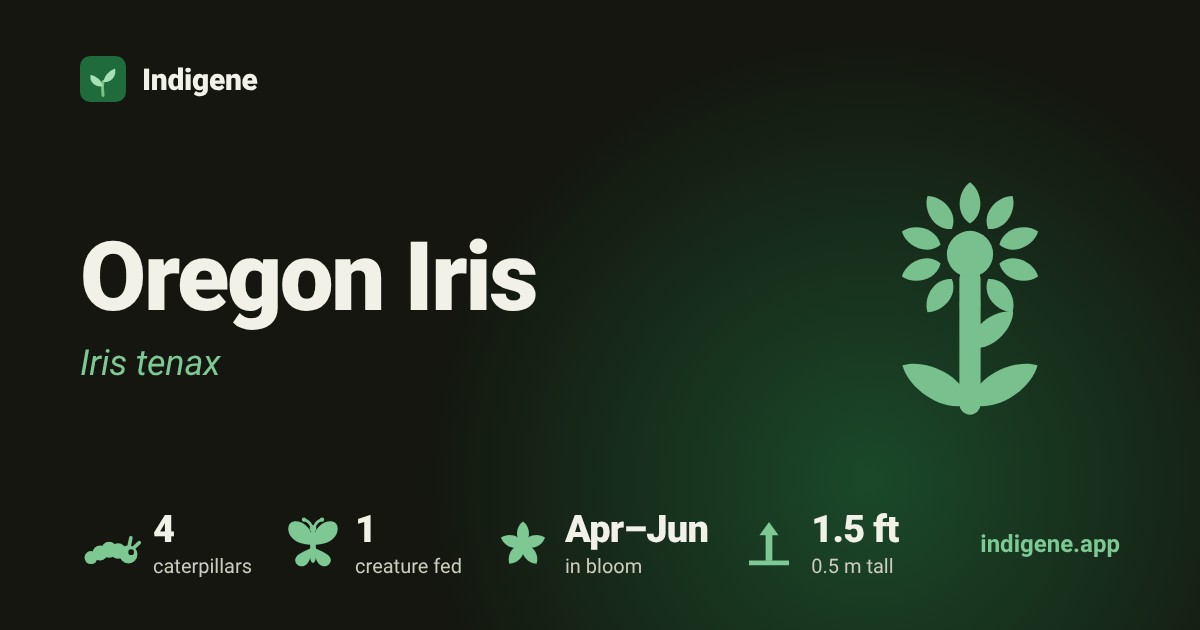 Indigene
Oregon Iris
Iris tenax
4
caterpillars
1
creature fed
Apr–Jun
in bloom
1.5 ft
0.5 m tall
indigene.app